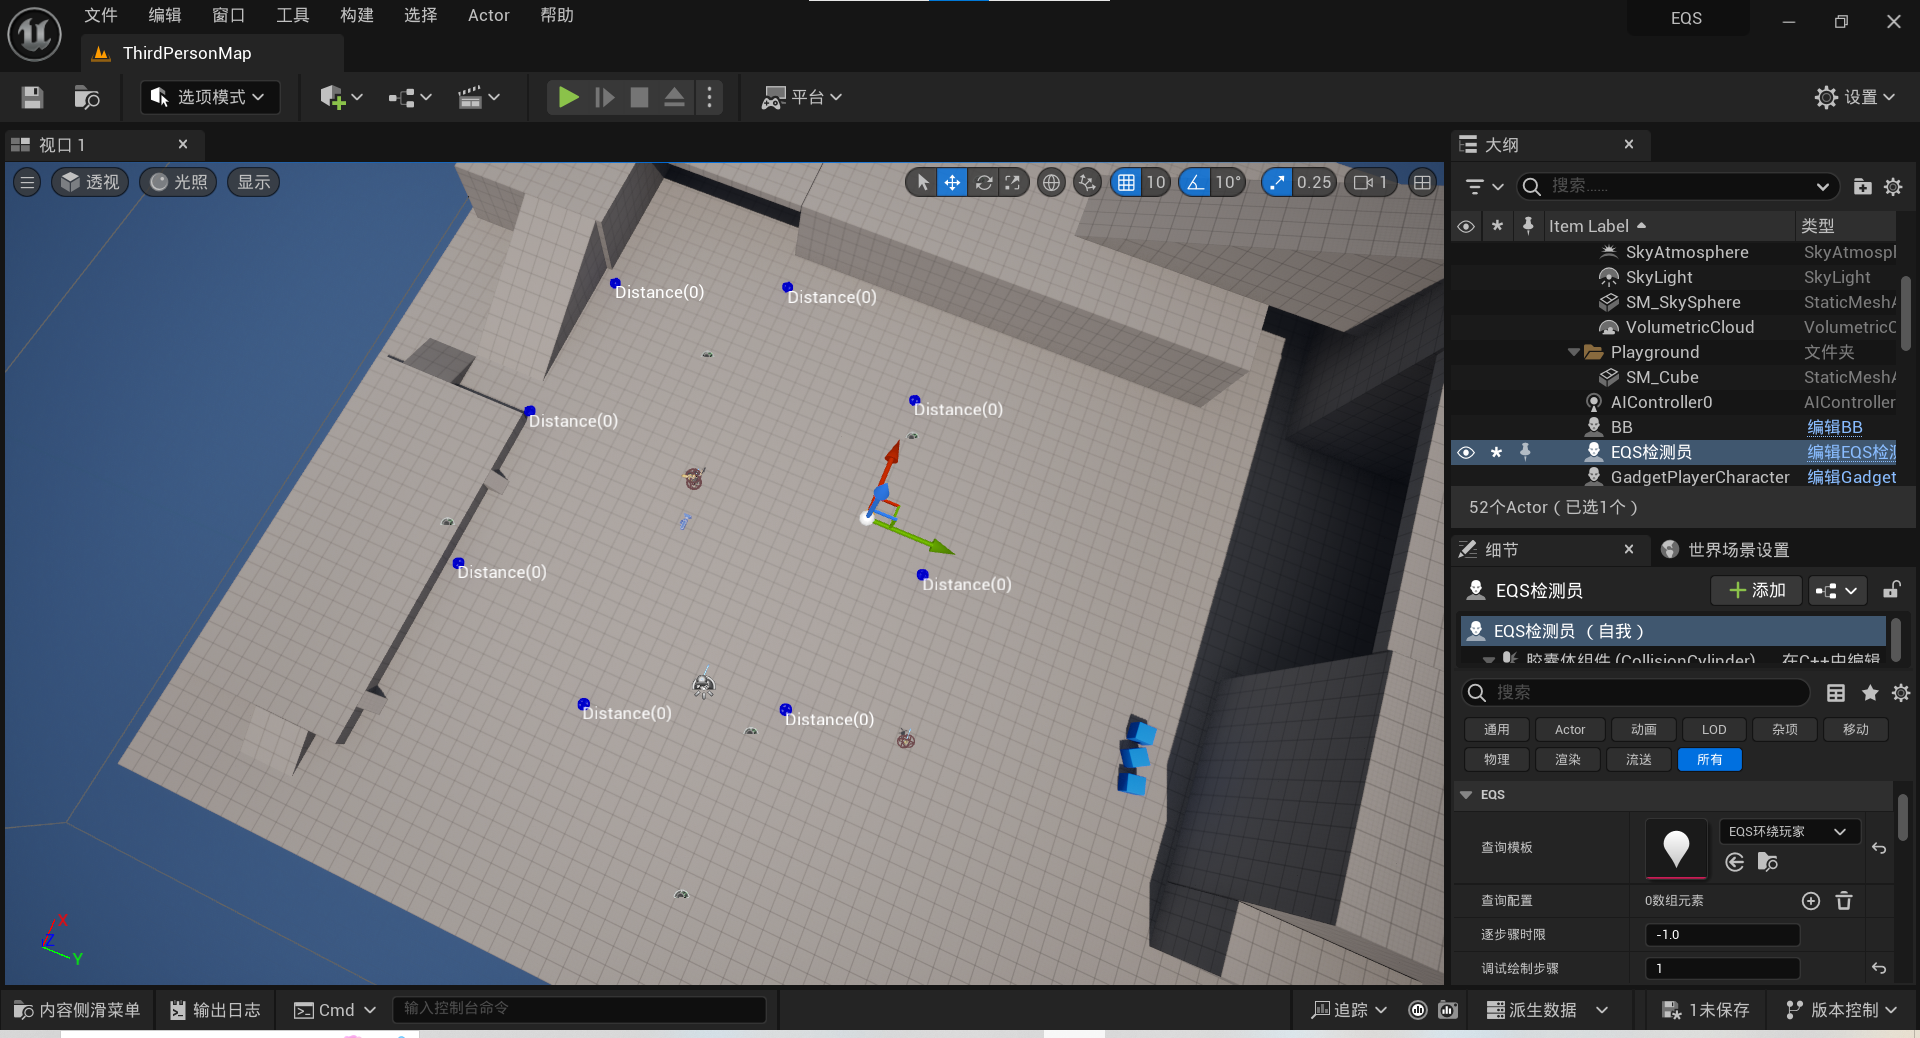 文件 编辑 窗口 工具 构建 选择 Actor 帮助
EQS
ThirdPersonMap
选项模式
平台
设置
视口 1
透视 光照 显示
10 10° 0.25 1
Distance(0)
Distance(0)
Distance(0)
Distance(0)
Distance(0)
Distance(0)
Distance(0)
Distance(0)
X
Z
Y
大纲
搜索......
Item Label 类型
SkyAtmosphere SkyAtmosph
SkyLight SkyLight
SM_SkySphere StaticMeshA
VolumetricCloud VolumetricC
Playground 文件夹
SM_Cube StaticMeshA
AIController0 AIController
BB 编辑BB
EQS检测员 编辑EQS检测
GadgetPlayerCharacter 编辑Gadget
52个Actor（已选1个）
细节 世界场景设置
EQS检测员 添加
EQS检测员 （自我）
胶囊体组件 (CollisionCylinder) 在C++中编辑
搜索
通用 Actor 动画 LOD 杂项 移动
物理 渲染 流送 所有
EQS
查询模板 EQS环绕玩家
查询配置 0数组元素
逐步骤时限 -1.0
调试绘制步骤 1
内容侧滑菜单 输出日志 Cmd 输入控制台命令 追踪 派生数据 1未保存 版本控制